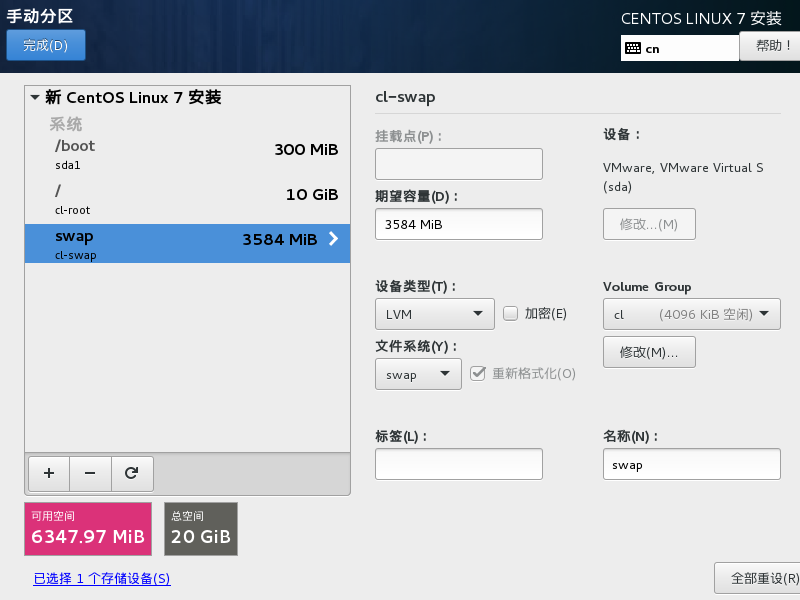 手动分区
完成(D)
CENTOS LINUX 7 安装
cn
帮助！
新 CentOS Linux 7 安装
系统
/boot
300 MiB
sda1
/
10 GiB
cl-root
swap
3584 MiB
cl-swap
可用空间
6347.97 MiB
总空间
20 GiB
已选择 1 个存储设备(S)
cl-swap
挂载点(P)：
期望容量(D)：
3584 MiB
设备：
VMware, VMware Virtual S
(sda)
修改...(M)
设备类型(T)：
LVM
加密(E)
文件系统(Y)：
swap
重新格式化(O)
Volume Group
cl (4096 KiB 空闲)
修改(M)...
标签(L)：
名称(N)：
swap
全部重设(R)